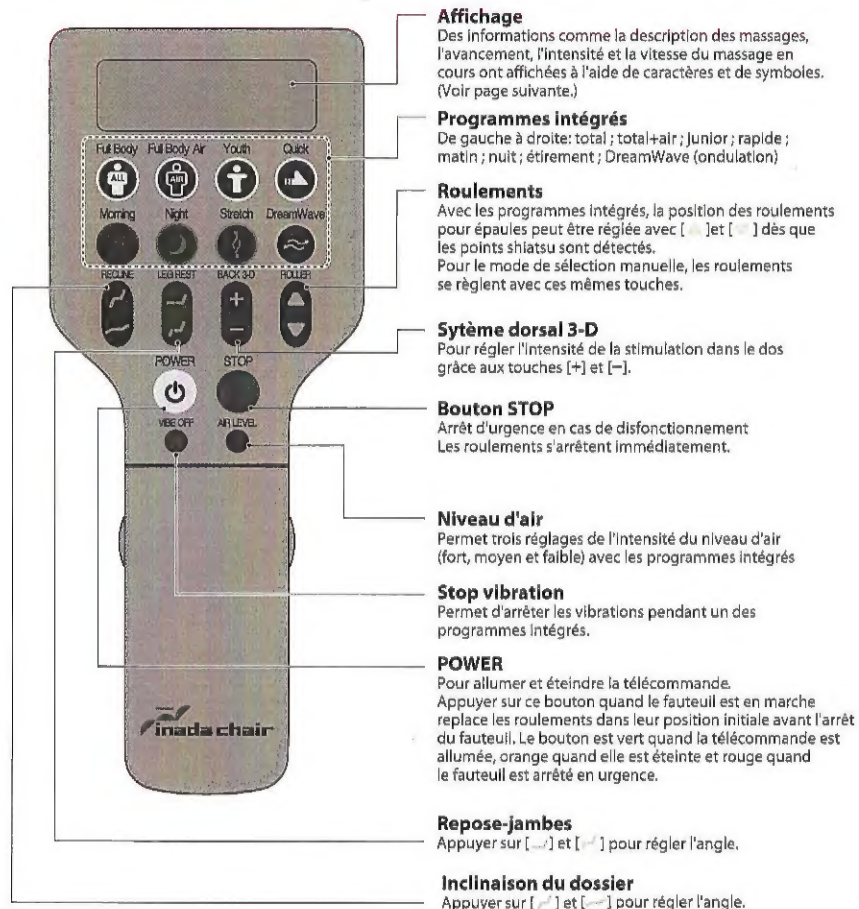 Affichage
Des informations comme la description des massages,
l'avancement, l'intensité et la vitesse du massage en
cours ont affichées à l'aide de caractères et de symboles.
(Voir page suivante.)
Programmes intégrés
De gauche à droite: total ; total+air ; Junior ; rapide ;
matin ; nuit ; étirement ; DreamWave (ondulation)
Roulements
Avec les programmes intégrés, la position des roulements
pour épaules peut être réglée avec [▲]et [▼] dès que
les points shiatsu sont détectés.
Pour le mode de sélection manuelle, les roulements
se règlent avec ces mêmes touches.
Sytème dorsal 3-D
Pour régler l'intensité de la stimulation dans le dos
grâce aux touches [+] et [−].
Bouton STOP
Arrêt d'urgence en cas de disfonctionnement
Les roulements s'arrêtent immédiatement.
Niveau d'air
Permet trois réglages de l'intensité du niveau d'air
(fort, moyen et faible) avec les programmes intégrés
Stop vibration
Permet d'arrêter les vibrations pendant un des
programmes intégrés.
POWER
Pour allumer et éteindre la télécommande.
Appuyer sur ce bouton quand le fauteuil est en marche
replace les roulements dans leur position initiale avant l'arrêt
du fauteuil. Le bouton est vert quand la télécommande est
allumée, orange quand elle est éteinte et rouge quand
le fauteuil est arrêté en urgence.
Repose-jambes
Appuyer sur [ ] et [ ] pour régler l'angle.
Inclinaison du dossier
Appuyer sur [ ] et [ ] pour régler l'angle.
Full Body Full Body Air Youth Quick
ALL AIR
Morning Night Stretch DreamWave
RECLINE LEG REST BACK 3-D ROLLER
+
−
POWER STOP
VIBE OFF AIR LEVEL
inada chair